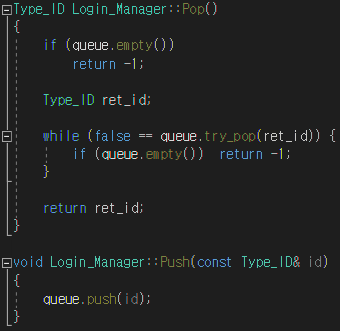 Type_ID Login_Manager::Pop()
{
if (queue.empty())
return -1;
Type_ID ret_id;
while (false == queue.try_pop(ret_id)) {
if (queue.empty()) return -1;
}
return ret_id;
}
void Login_Manager::Push(const Type_ID& id)
{
queue.push(id);
}